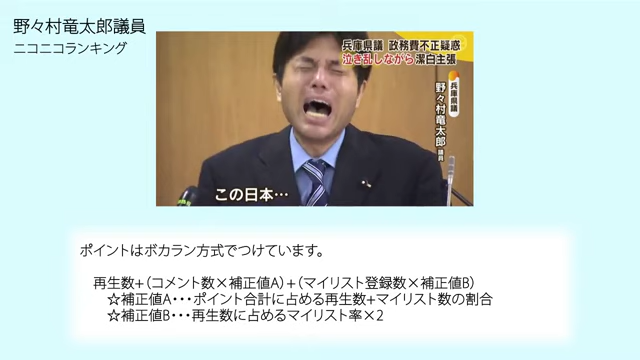 野々村竜太郎議員
ニコニコランキング
兵庫県議 政務費不正疑惑
泣き乱しながら 潔白主張
兵庫県議
野々村竜太郎 議員
この日本…
ポイントはボカラン方式でつけています。
再生数+(コメント数×補正値A)+(マイリスト登録数×補正値B)
☆補正値A・・・ポイント合計に占める再生数+マイリスト数の割合
☆補正値B・・・再生数に占めるマイリスト率×2